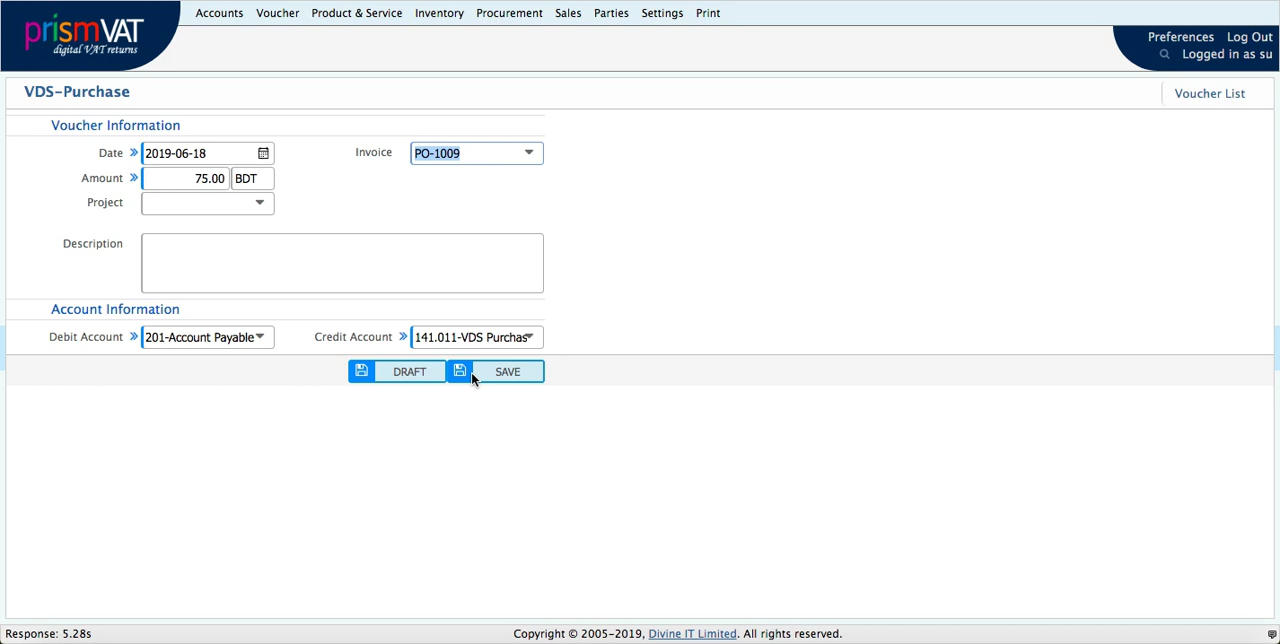 Accounts Voucher Product & Service Inventory Procurement Sales Parties Settings Print
prismVAT
digital VAT returns
Preferences Log Out
Logged in as su
VDS-Purchase
Voucher List
Voucher Information
Date 2019-06-18 Invoice PO-1009
Amount 75.00 BDT
Project
Description
Account Information
Debit Account 201-Account Payable Credit Account 141.011-VDS Purchas
DRAFT SAVE
Response: 5.28s Copyright © 2005-2019, Divine IT Limited. All rights reserved.